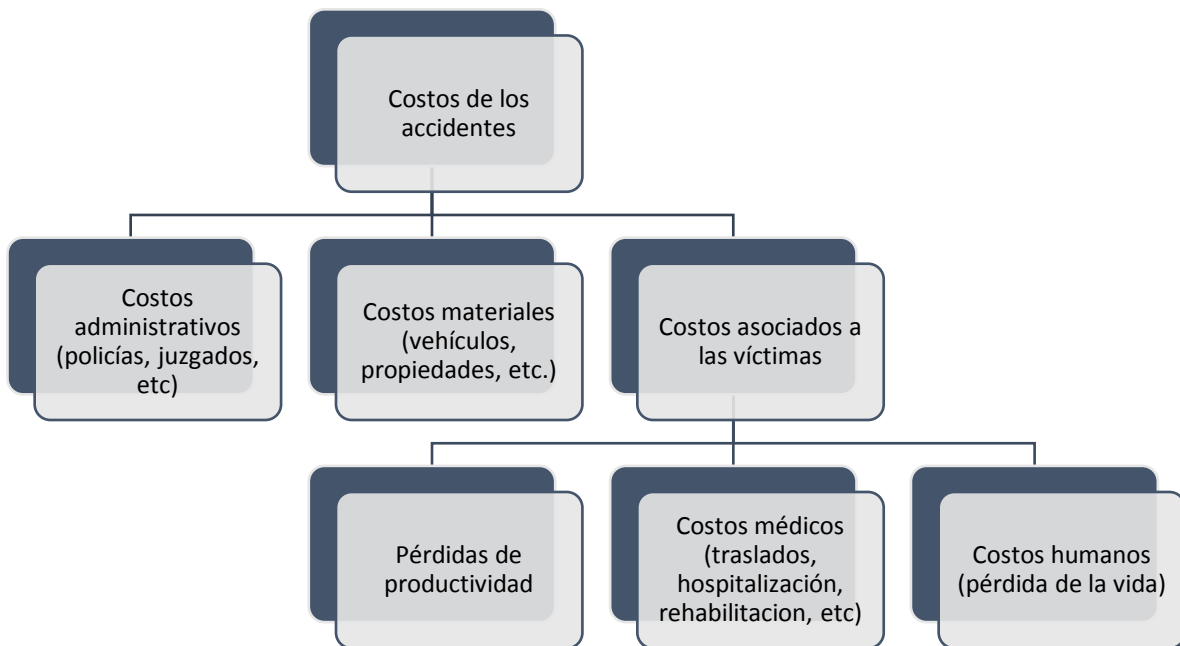 Costos de los
accidentes
Costos
administrativos
(policías, juzgados,
etc)
Costos materiales
(vehículos,
propiedades, etc.)
Costos asociados a
las víctimas
Pérdidas de
productividad
Costos médicos
(traslados,
hospitalización,
rehabilitacion, etc)
Costos humanos
(pérdida de la vida)